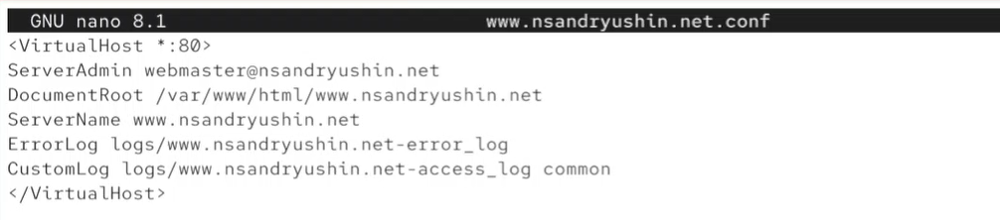 GNU nano 8.1 www.nsandryushin.net.conf
<VirtualHost *:80>
ServerAdmin webmaster@nsandryushin.net
DocumentRoot /var/www/html/www.nsandryushin.net
ServerName www.nsandryushin.net
ErrorLog logs/www.nsandryushin.net-error_log
CustomLog logs/www.nsandryushin.net-access_log common
</VirtualHost>